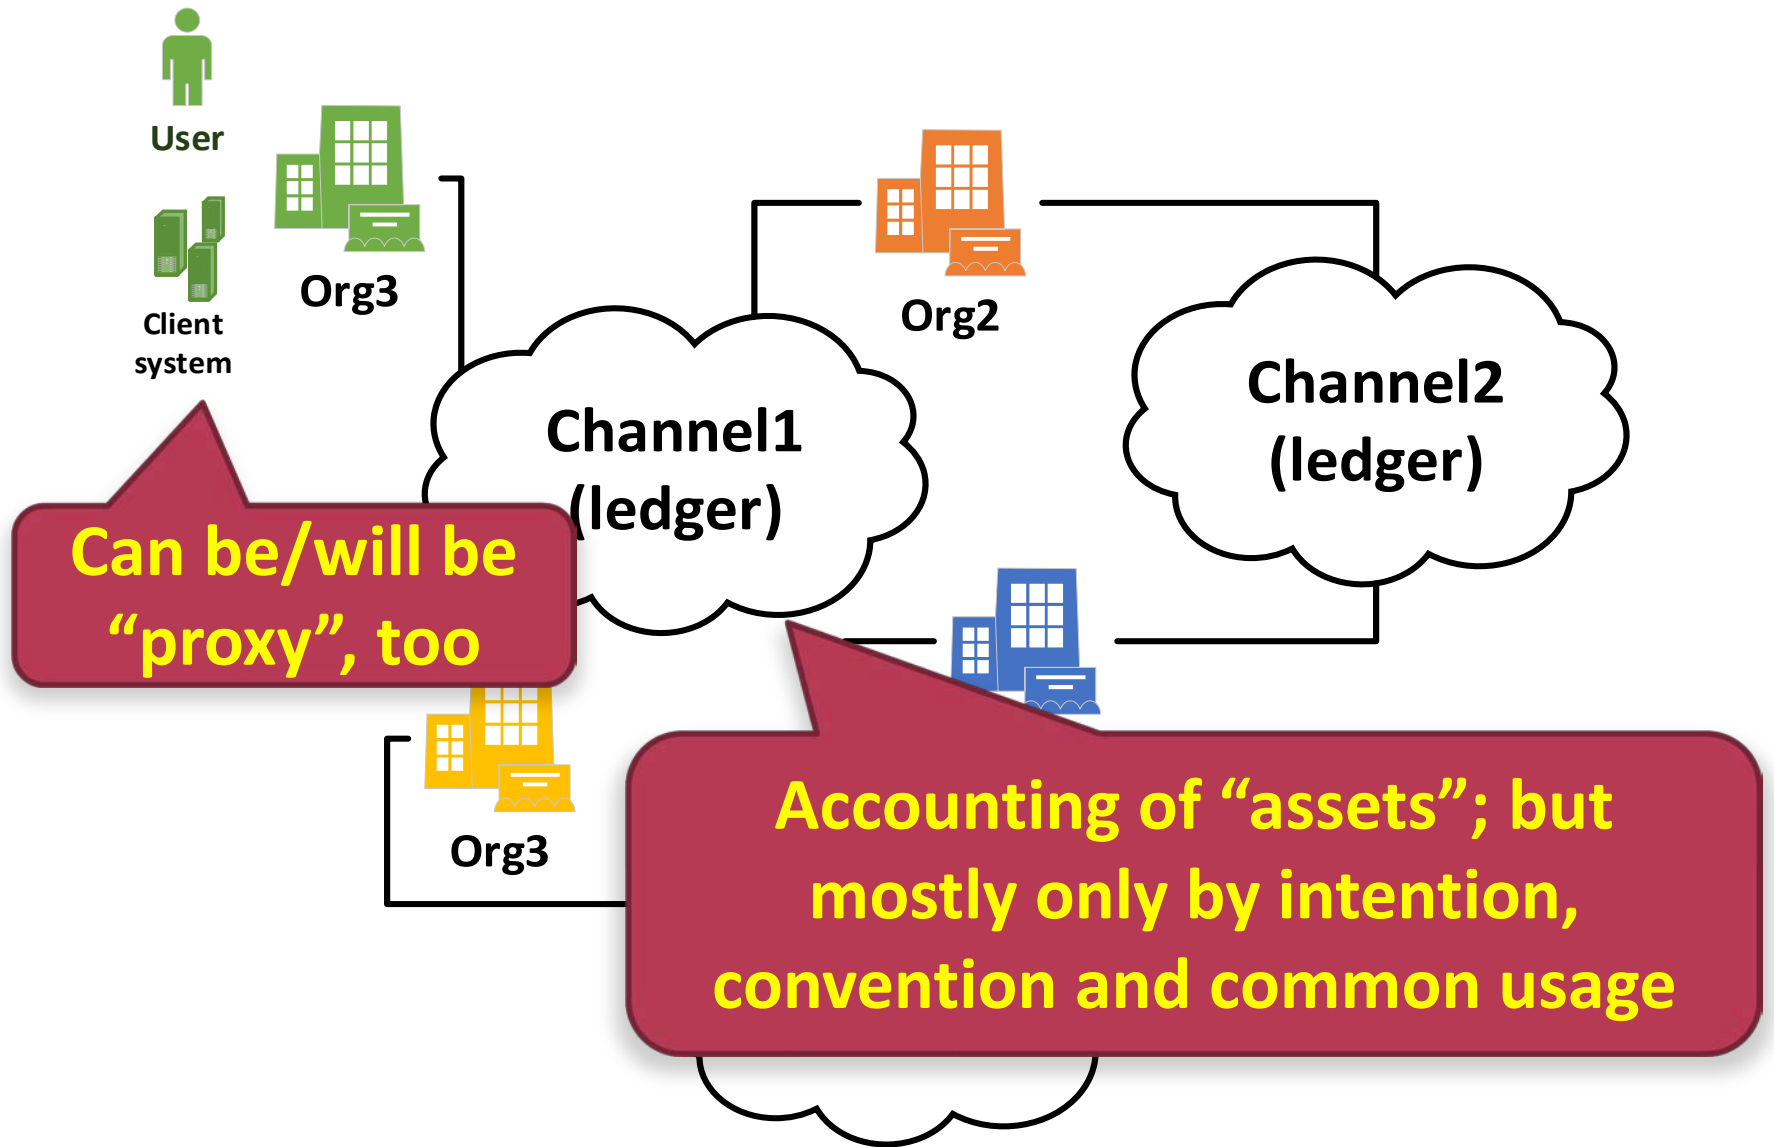 User
Org3
Client
system
Org2
Channel1
(ledger)
Channel2
(ledger)
Can be/will be
“proxy”, too
Org3
Accounting of “assets”; but
mostly only by intention,
convention and common usage